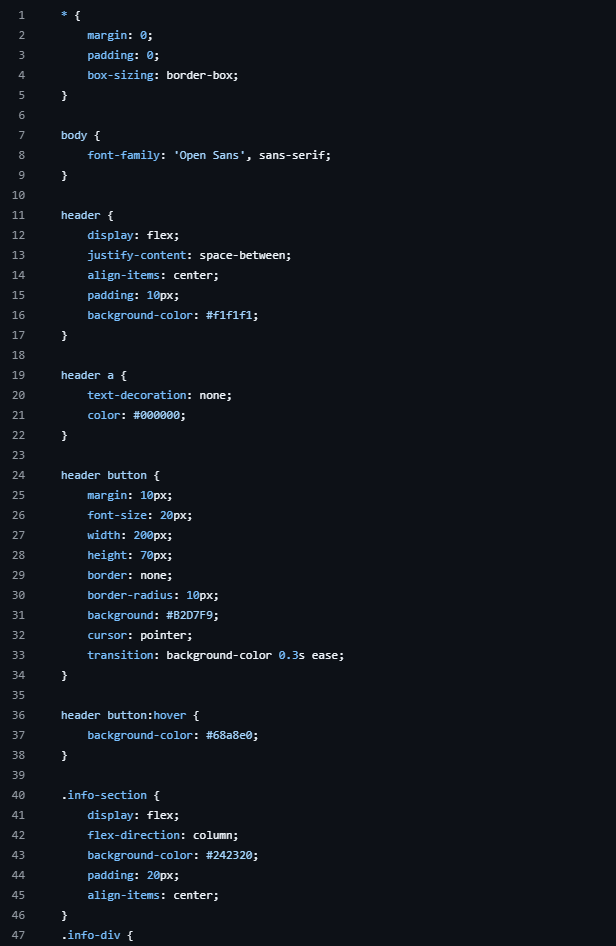 1 * {
2 margin: 0;
3 padding: 0;
4 box-sizing: border-box;
5 }
6
7 body {
8 font-family: 'Open Sans', sans-serif;
9 }
10
11 header {
12 display: flex;
13 justify-content: space-between;
14 align-items: center;
15 padding: 10px;
16 background-color: #f1f1f1;
17 }
18
19 header a {
20 text-decoration: none;
21 color: #000000;
22 }
23
24 header button {
25 margin: 10px;
26 font-size: 20px;
27 width: 200px;
28 height: 70px;
29 border: none;
30 border-radius: 10px;
31 background: #B2D7F9;
32 cursor: pointer;
33 transition: background-color 0.3s ease;
34 }
35
36 header button:hover {
37 background-color: #68a8e0;
38 }
39
40 .info-section {
41 display: flex;
42 flex-direction: column;
43 background-color: #242320;
44 padding: 20px;
45 align-items: center;
46 }
47 .info-div {